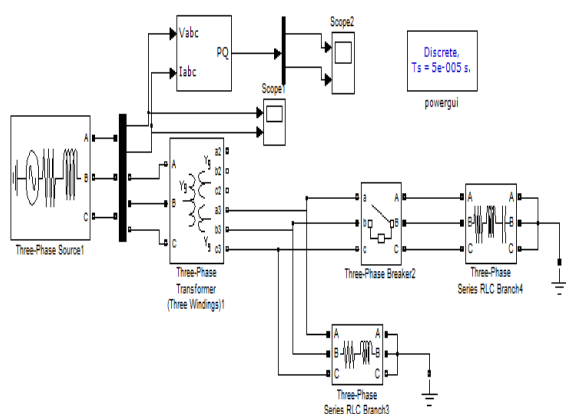 Scope2
Vabc
Iabc
PQ
Discrete,
Ts = 5e-005 s.
powergui
Scope1
A
B
C
Three-Phase Source1
A
B
C
Yg
Yg
Yg
a2
b2
c2
a3
b3
c3
Three-Phase
Transformer
(Three Windings)1
a
b
c
A
B
C
Three-Phase Breaker2
A
B
C
A
B
C
Three-Phase
Series RLC Branch4
A
B
C
A
B
C
Three-Phase
Series RLC Branch3